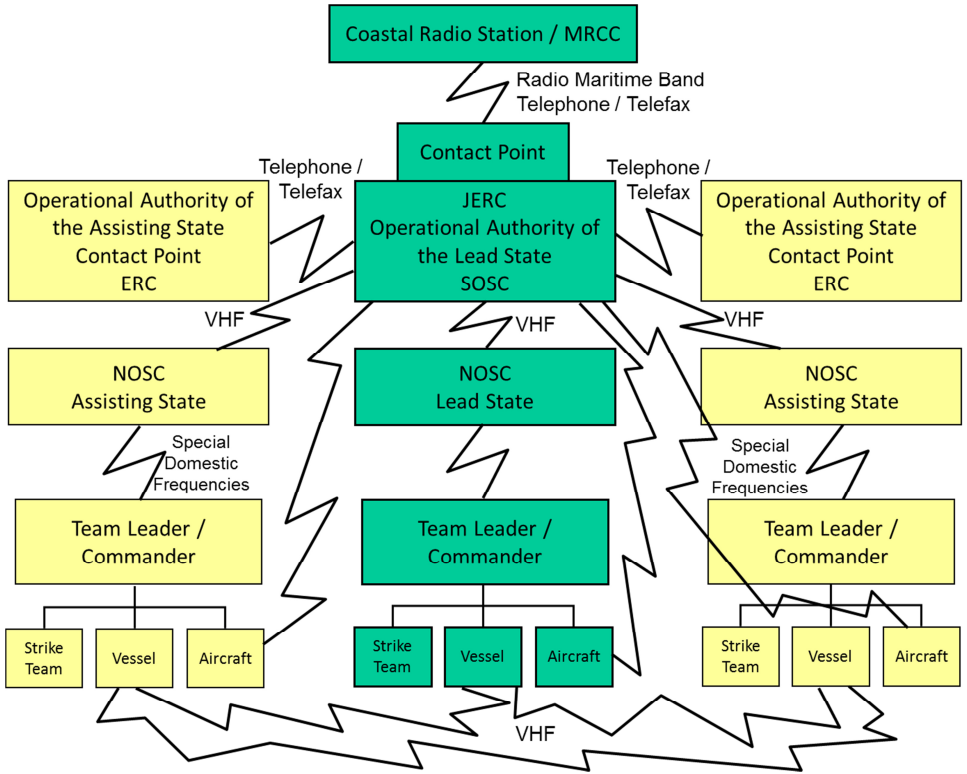 Coastal Radio Station / MRCC
Radio Maritime Band
Telephone / Telefax
Contact Point
Telephone /
Telefax
Telephone /
Telefax
Operational Authority of
the Assisting State
Contact Point
ERC
JERC
Operational Authority of
the Lead State
SOSC
Operational Authority of
the Assisting State
Contact Point
ERC
VHF
VHF
VHF
NOSC
Assisting State
NOSC
Lead State
NOSC
Assisting State
Special
Domestic
Frequencies
Special
Domestic
Frequencies
Team Leader /
Commander
Team Leader /
Commander
Team Leader /
Commander
Strike
Team
Vessel
Aircraft
Strike
Team
Vessel
Aircraft
Strike
Team
Vessel
Aircraft
VHF